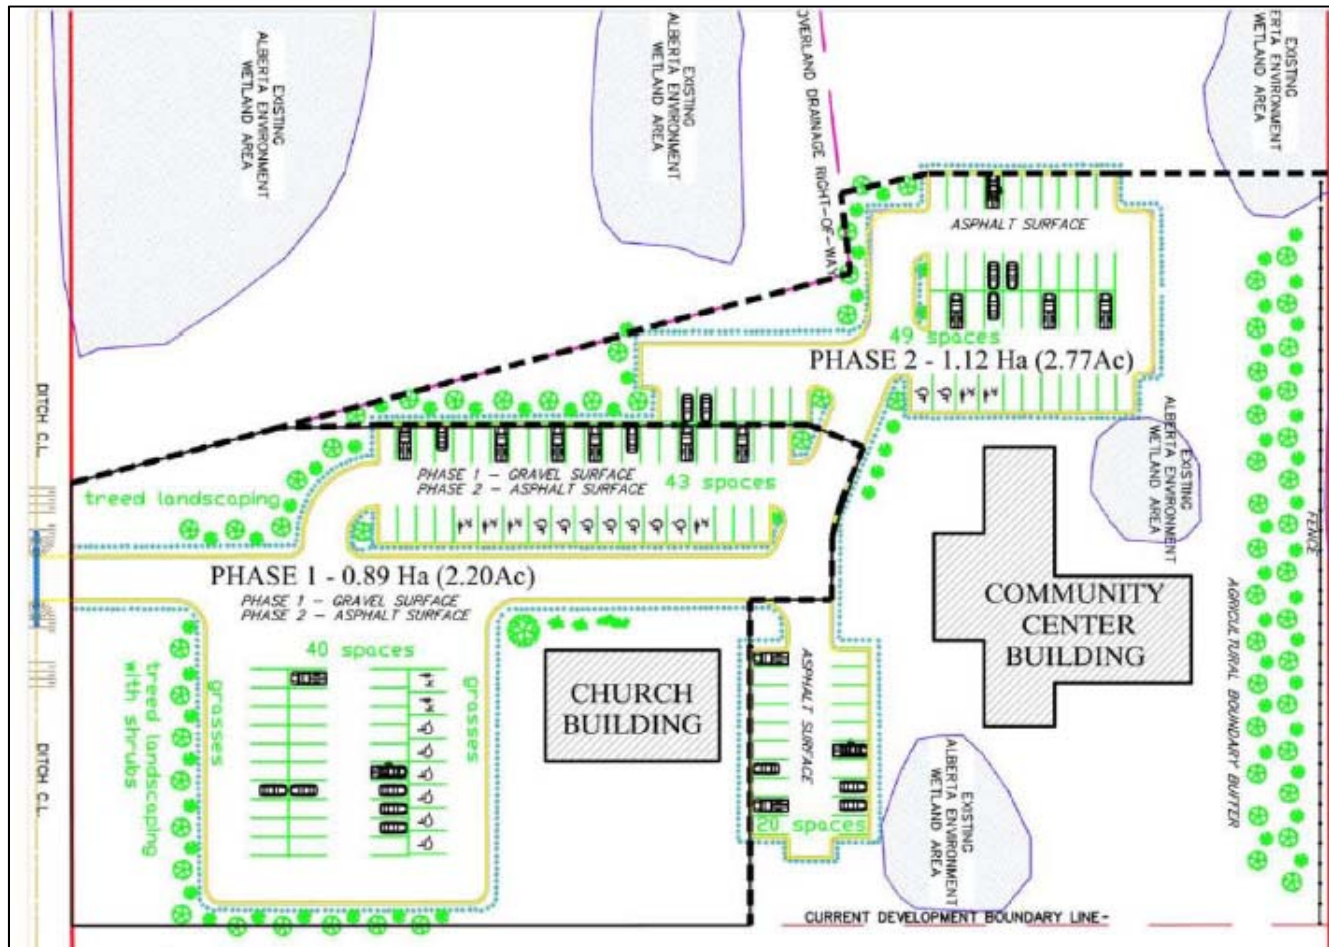 EXISTING
ALBERTA ENVIRONMENT
WETLAND AREA
EXISTING
ALBERTA ENVIRONMENT
WETLAND AREA
OVERLAND DRAINAGE RIGHT-OF-WAY
EXISTING
ERTA ENVIRONMENT
WETLAND AREA
ASPHALT SURFACE
49 spaces
PHASE 2 - 1.12 Ha (2.77Ac)
DITCH C.L.
treed landscaping
PHASE 1 - GRAVEL SURFACE
PHASE 2 - ASPHALT SURFACE
43 spaces
EXISTING
ALBERTA ENVIRONMENT
WETLAND AREA
FENCE
PHASE 1 - 0.89 Ha (2.20Ac)
PHASE 1 - GRAVEL SURFACE
PHASE 2 - ASPHALT SURFACE
40 spaces
treed landscaping
with shrubs
grasses
grasses
CHURCH
BUILDING
ASPHALT SURFACE
20 spaces
COMMUNITY
CENTER
BUILDING
AGRICULTURAL BOUNDARY BUFFER
DITCH C.L.
EXISTING
ALBERTA ENVIRONMENT
WETLAND AREA
CURRENT DEVELOPMENT BOUNDARY LINE-